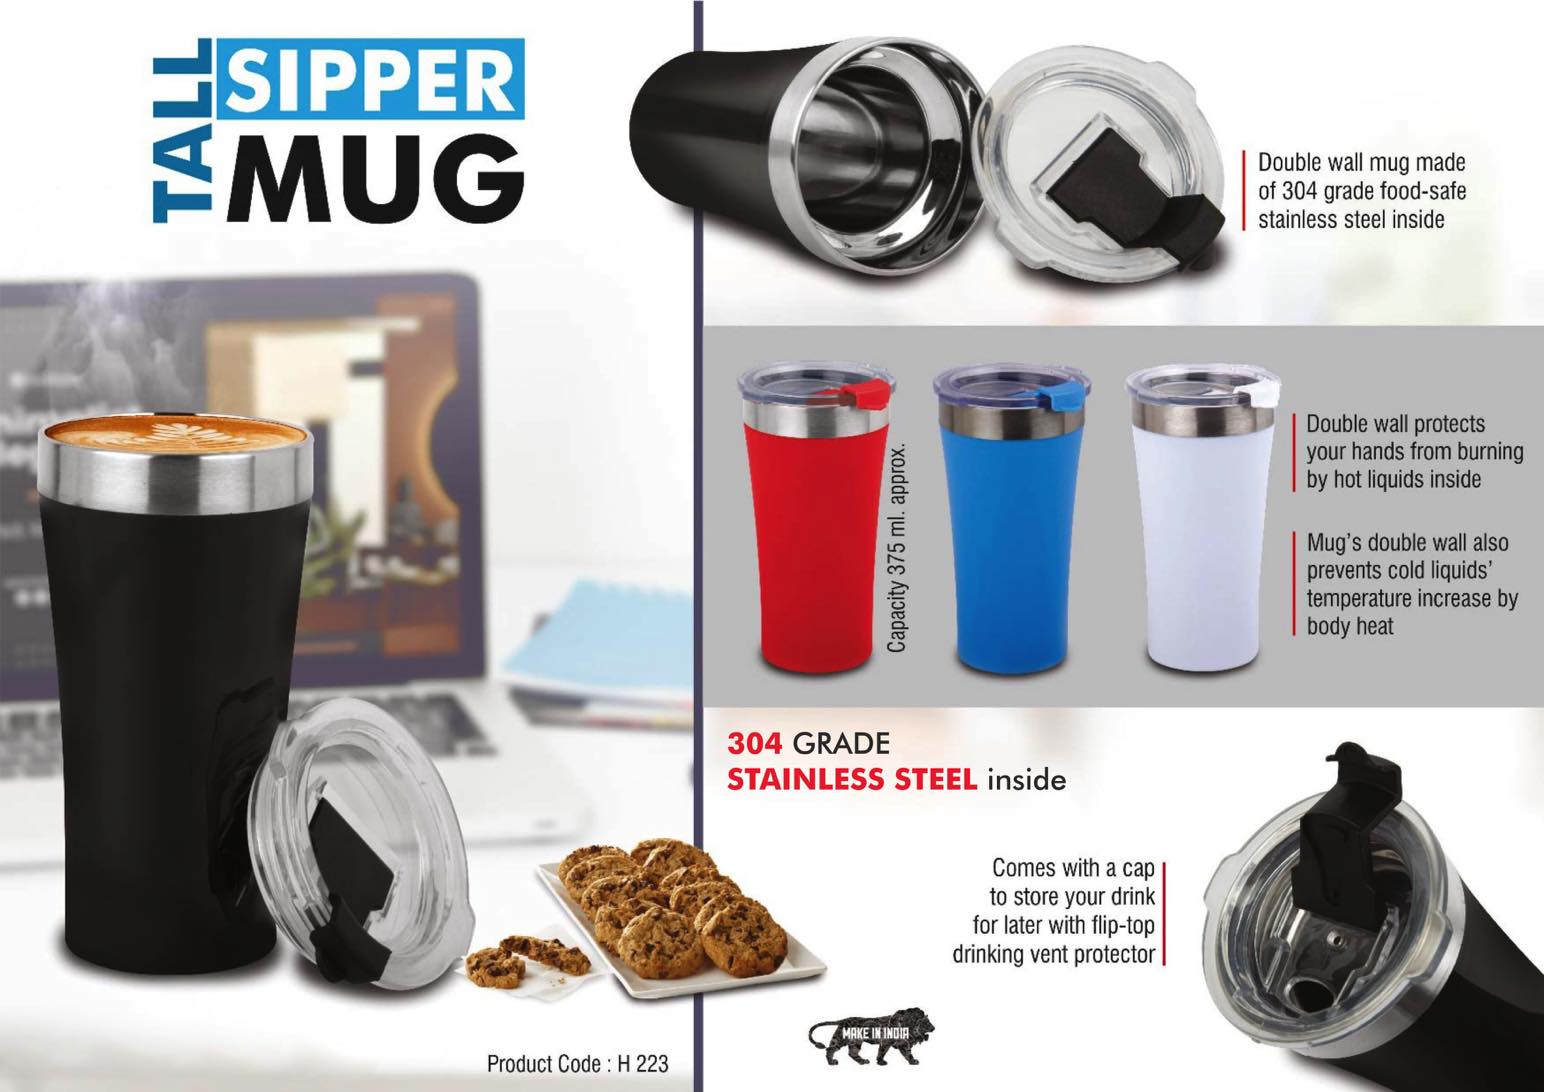 TALL
SIPPER
MUG
Double wall mug made
of 304 grade food-safe
stainless steel inside
Capacity 375 ml. approx.
Double wall protects
your hands from burning
by hot liquids inside
Mug's double wall also
prevents cold liquids'
temperature increase by
body heat
304 GRADE
STAINLESS STEEL inside
Comes with a cap
to store your drink
for later with flip-top
drinking vent protector
MAKE IN INDIA
Product Code : H 223